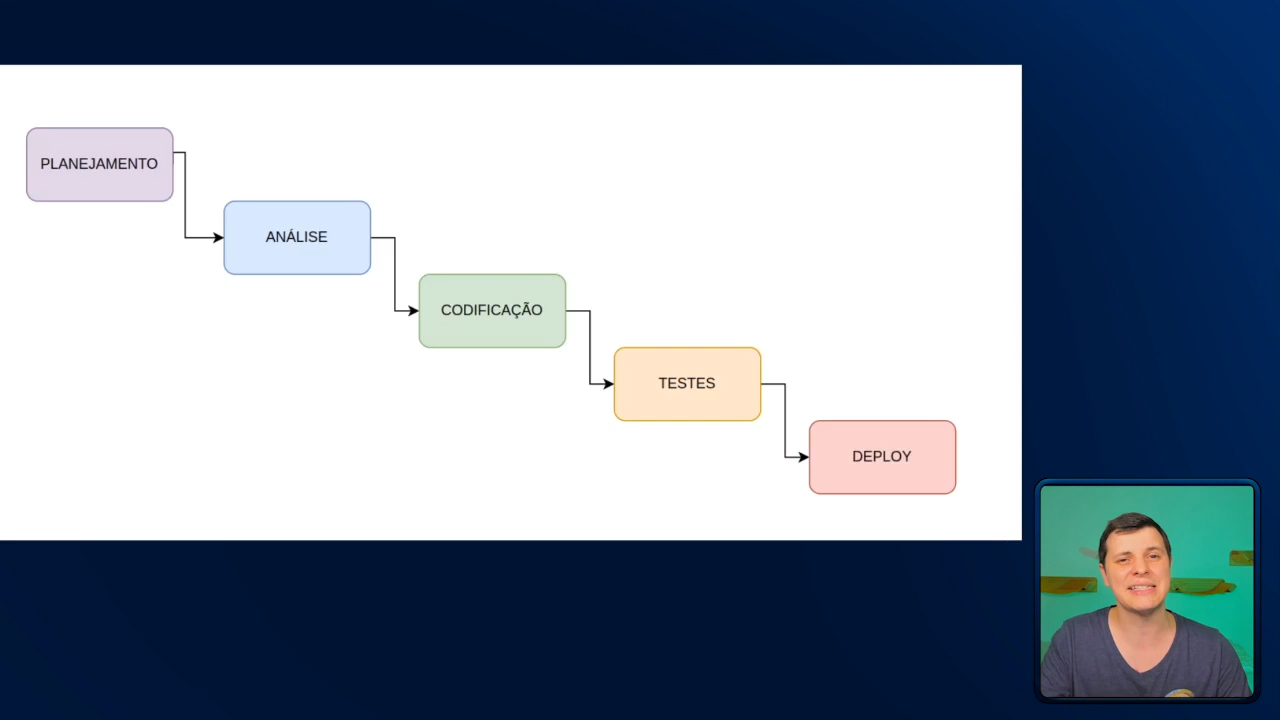 PLANEJAMENTO
ANÁLISE
CODIFICAÇÃO
TESTES
DEPLOY